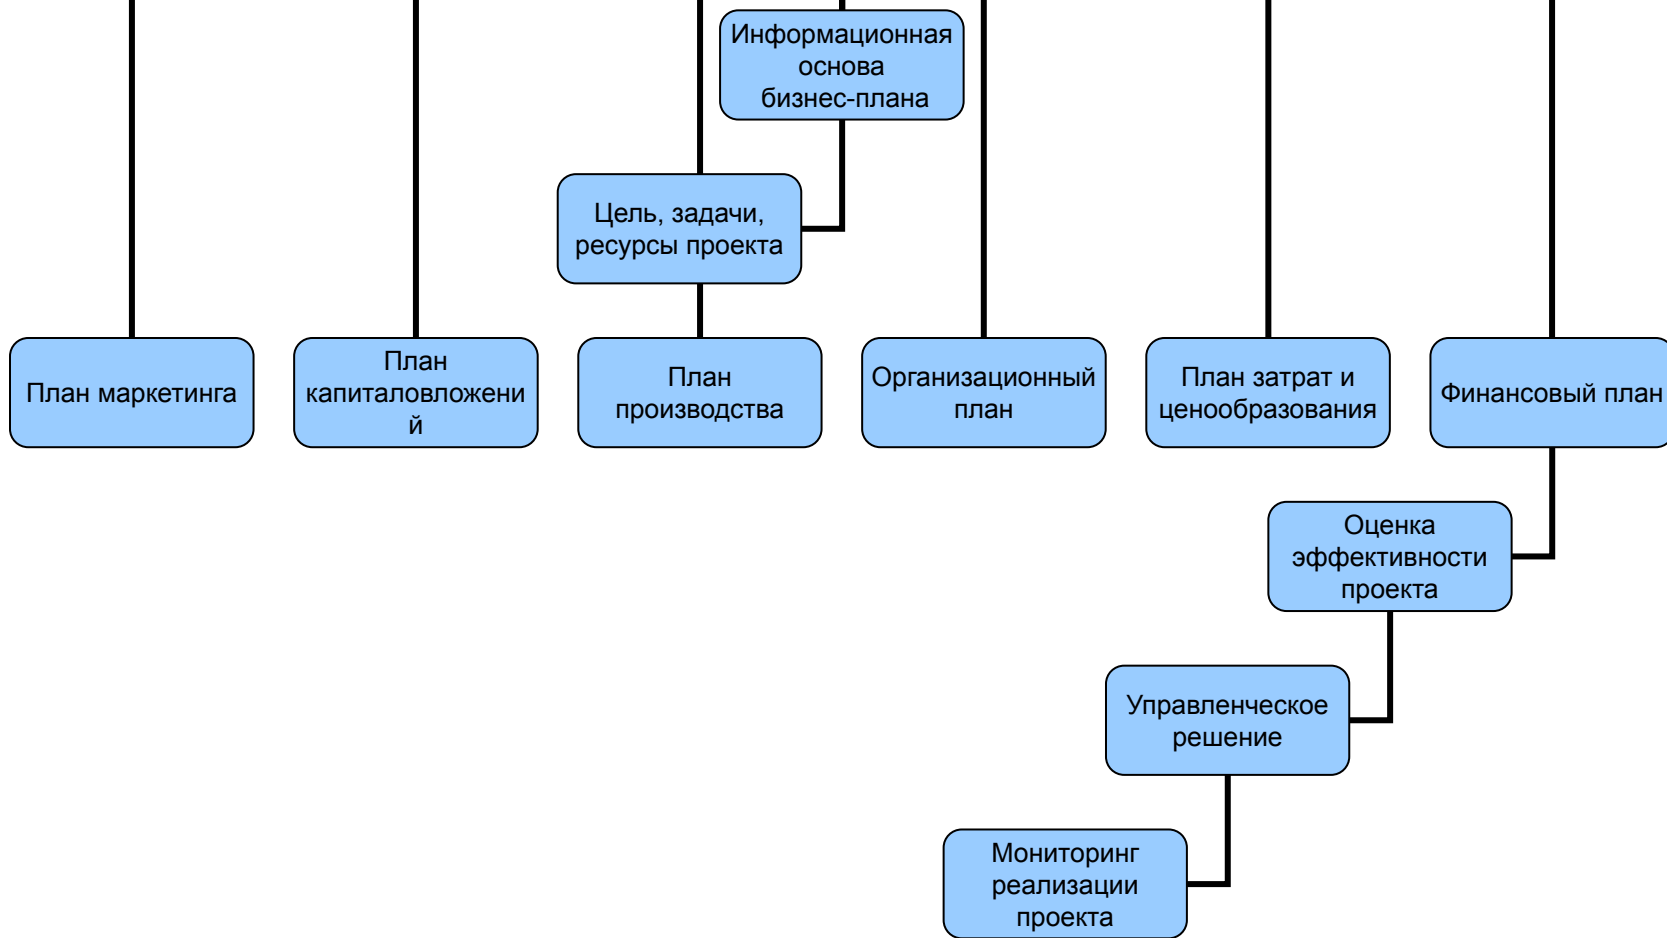 Информационная
основа
бизнес-плана
Цель, задачи,
ресурсы проекта
План маркетинга
План
капиталовложени
й
План
производства
Организационный
план
План затрат и
ценообразования
Финансовый план
Оценка
эффективности
проекта
Управленческое
решение
Мониторинг
реализации
проекта